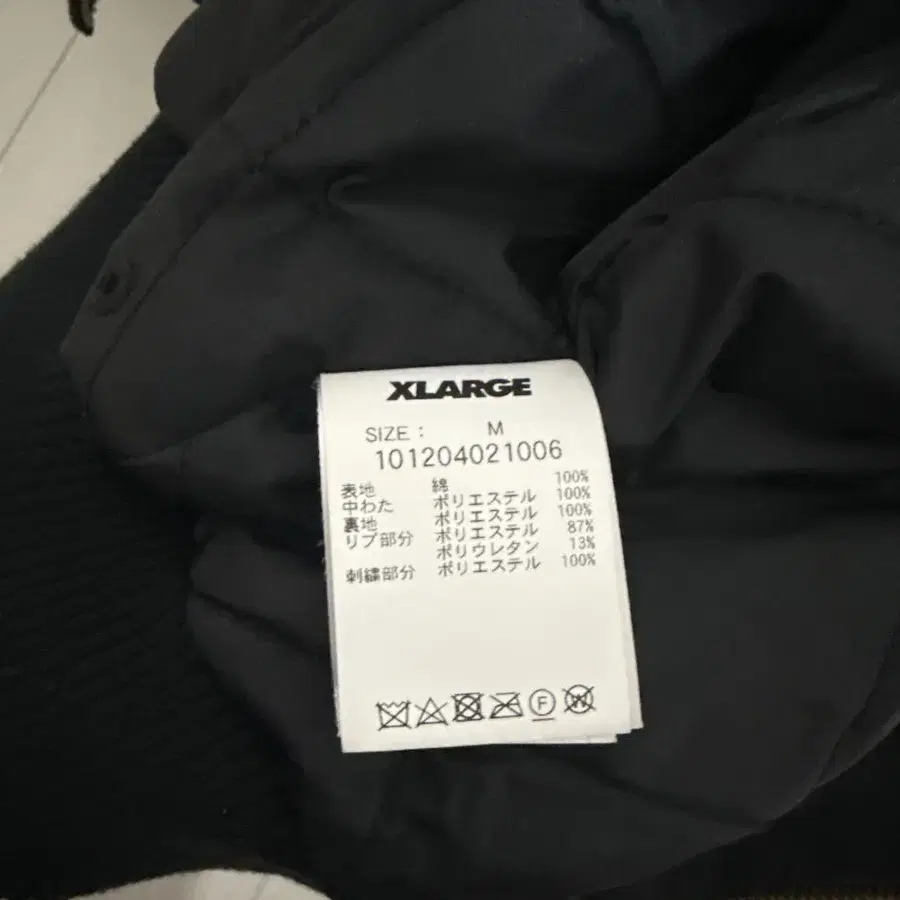 XLARGE
SIZE : M
101204021006
表地 綿 100%
中わた ポリエステル 100%
裏地 ポリエステル 100%
リブ部分 ポリエステル 87%
ポリウレタン 13%
刺繍部分 ポリエステル 100%
F W